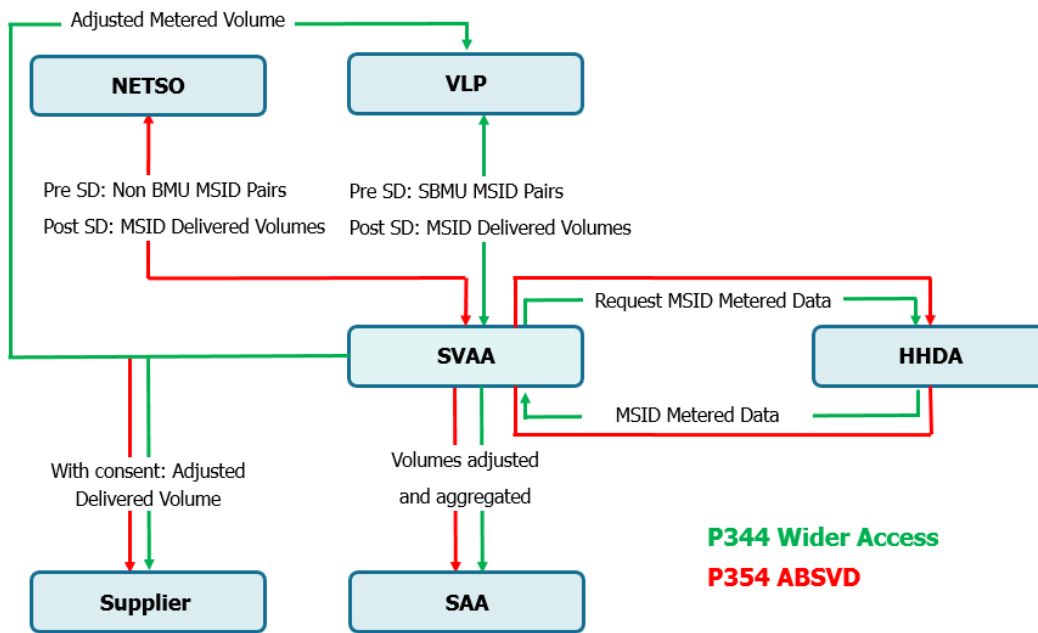 Adjusted Metered Volume
NETSO
VLP
Pre SD: Non BMU MSID Pairs
Post SD: MSID Delivered Volumes
Pre SD: SBMU MSID Pairs
Post SD: MSID Delivered Volumes
Request MSID Metered Data
SVAA
HHDA
MSID Metered Data
With consent: Adjusted
Delivered Volume
Volumes adjusted
and aggregated
P344 Wider Access
P354 ABSVD
Supplier
SAA